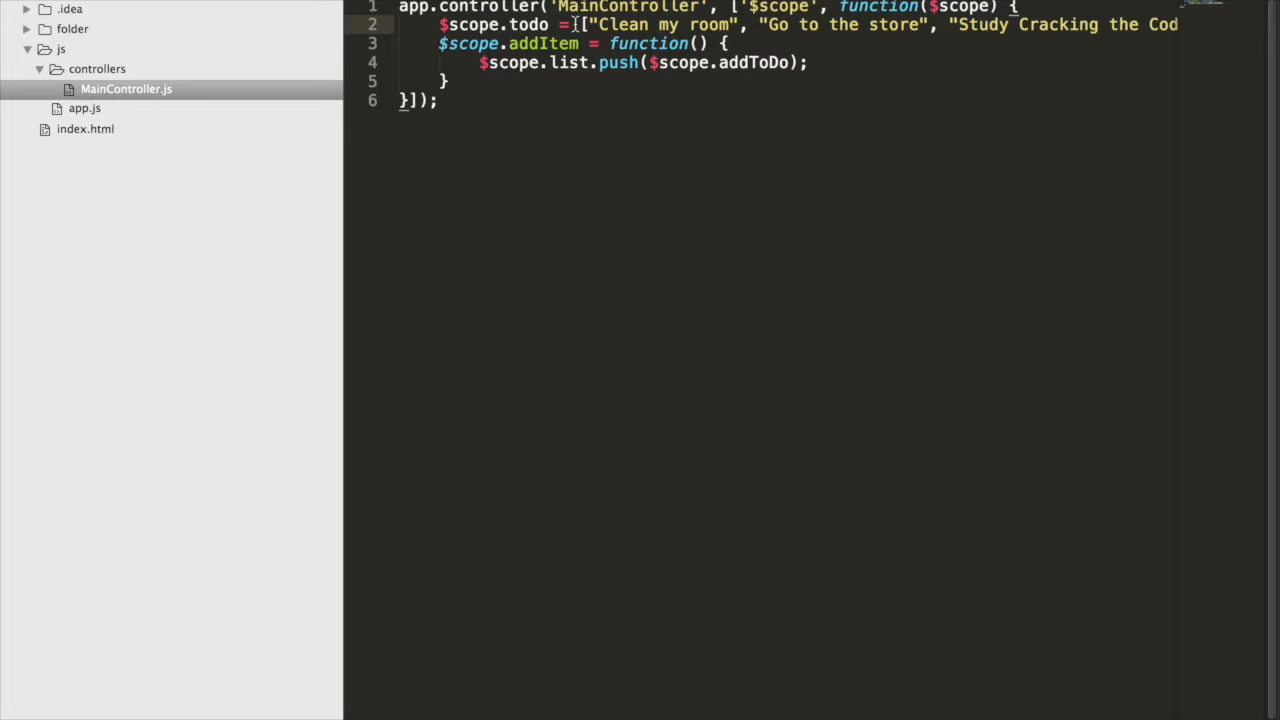 .idea
folder
js
controllers
MainController.js
app.js
index.html
1 app.controller('MainController', ['$scope', function($scope) {
2 $scope.todo = ["Clean my room", "Go to the store", "Study Cracking the Cod
3 $scope.addItem = function() {
4 $scope.list.push($scope.addToDo);
5 }
6 }]);